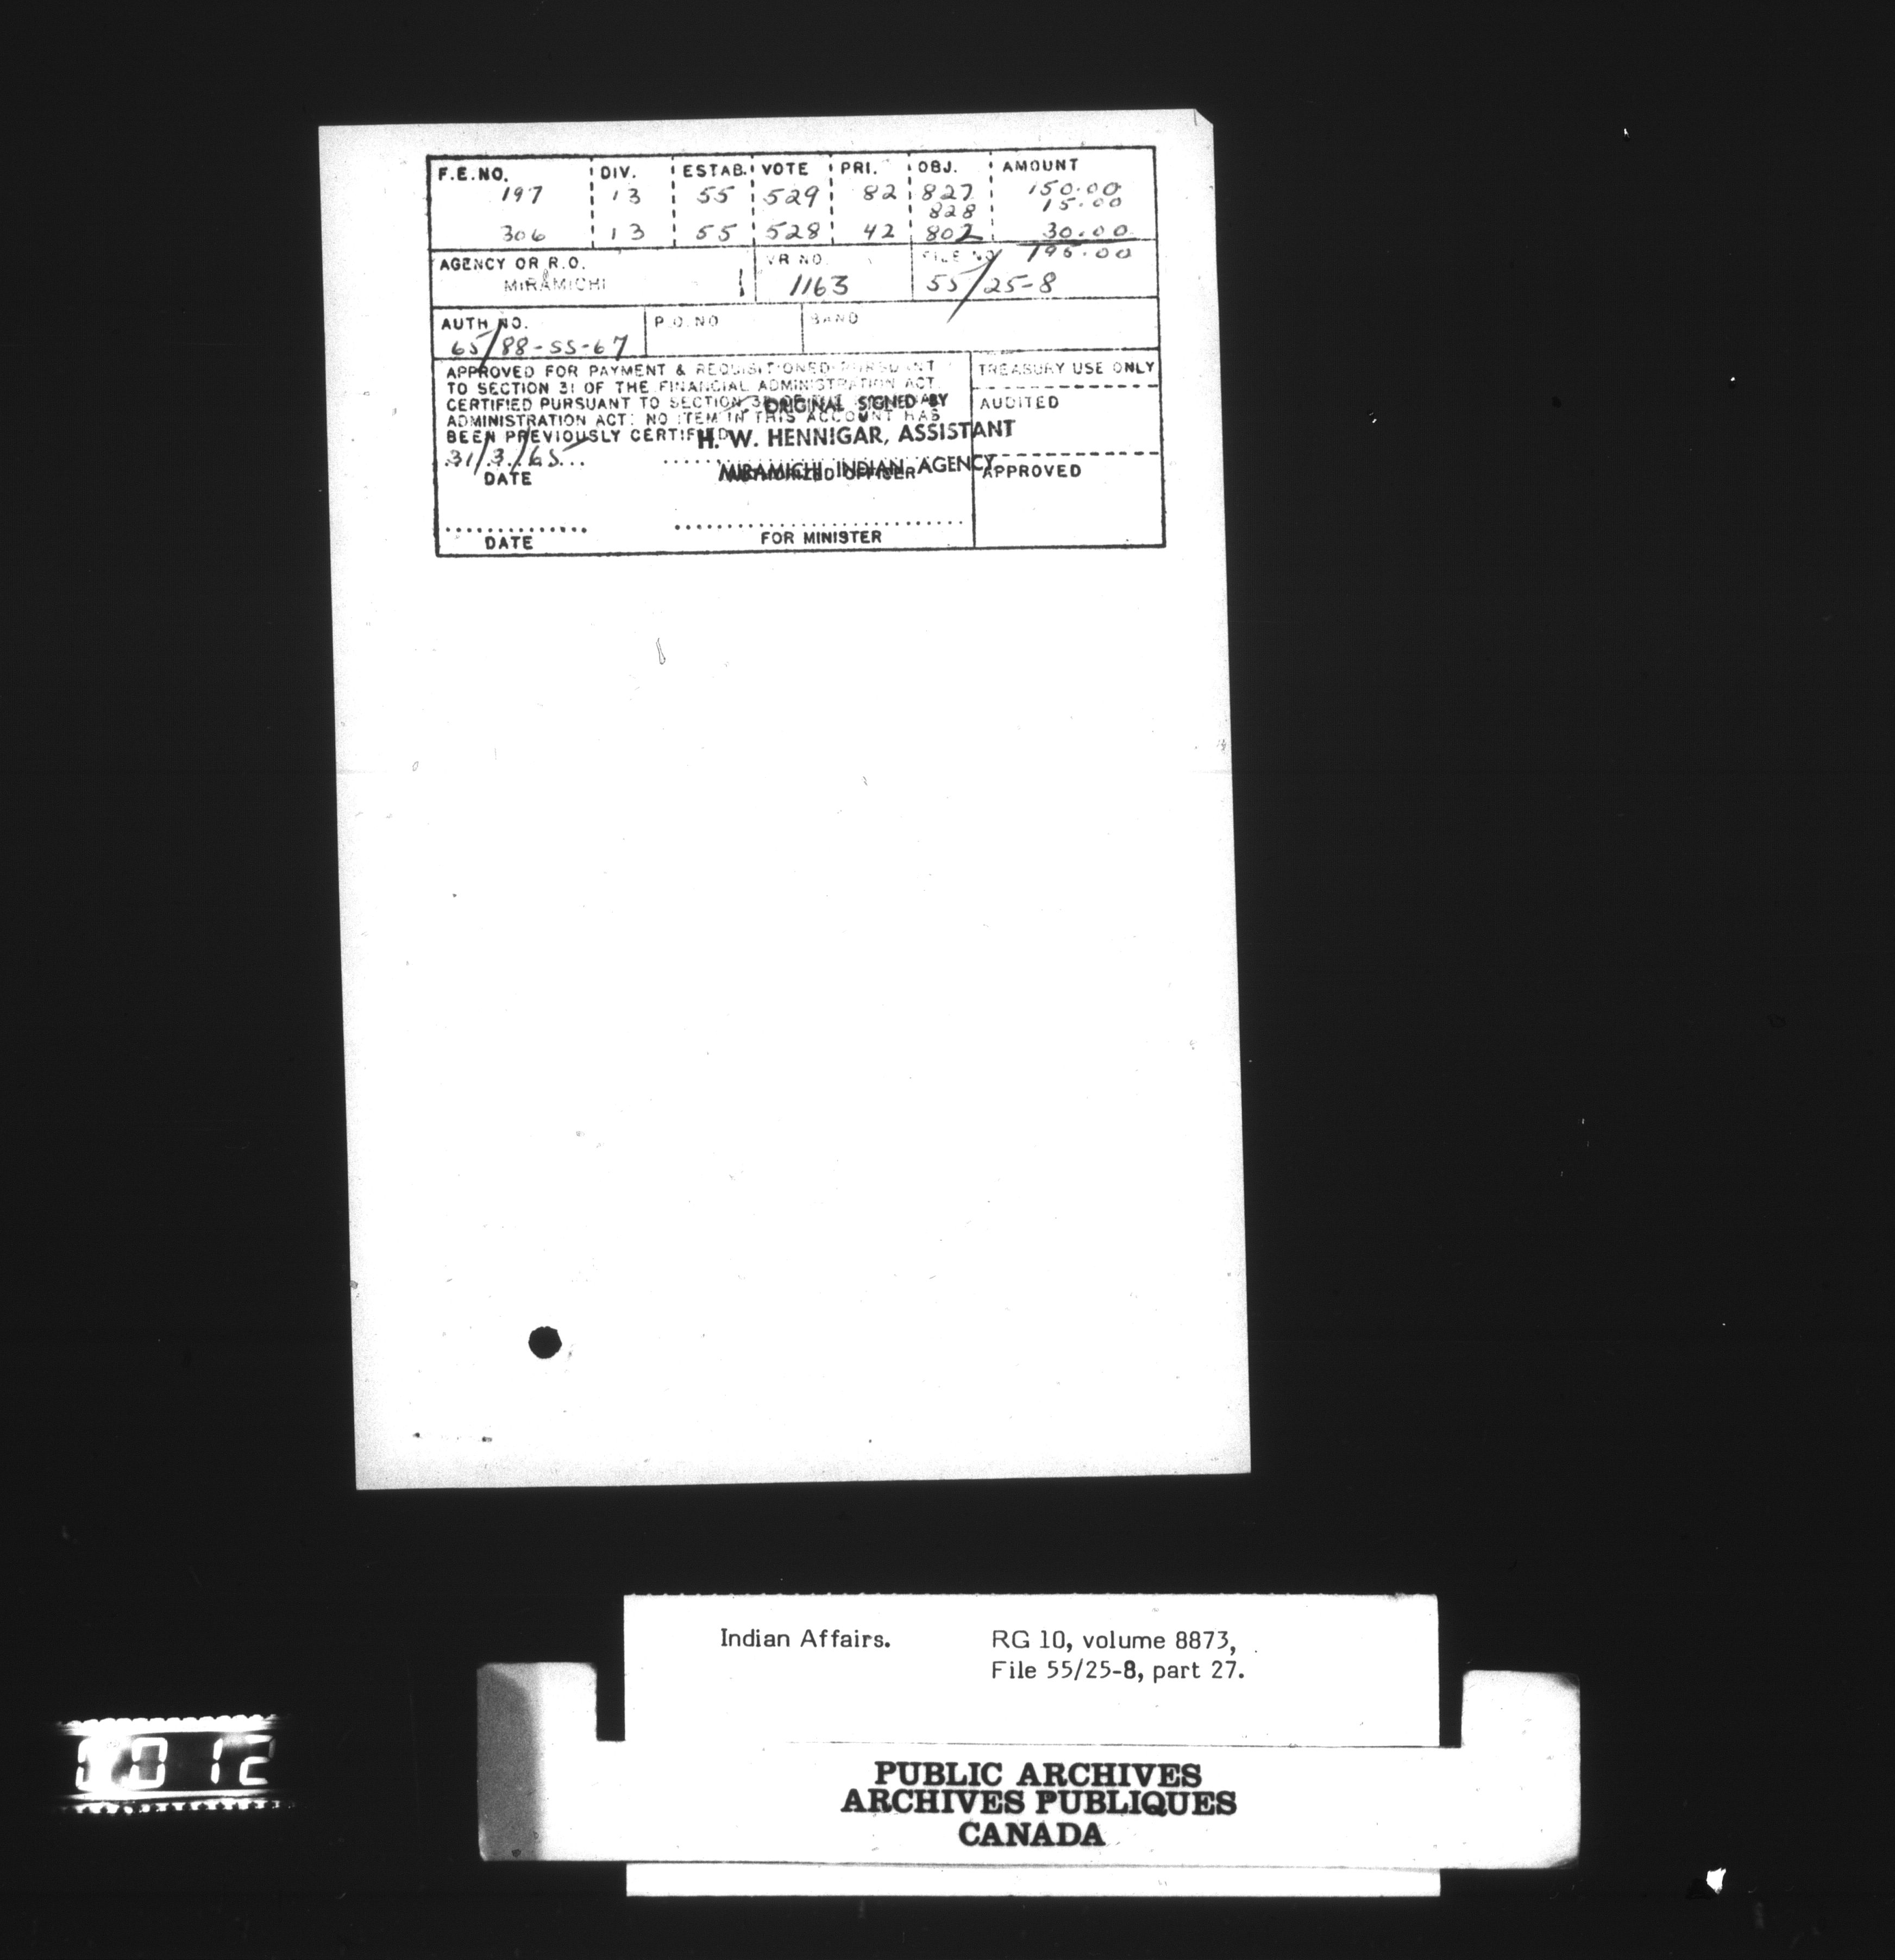 F.E.NO. DIV. ESTAB. VOTE PRI. OBJ. AMOUNT
197 13 55 529 82 827 150.00
828 15.00
306 13 55 528 42 802 30.00
195.00
AGENCY OR R.O. VR NO. FILE NO
MIRAMICHI 1163 55/25-8
AUTH NO. P.O. NO BAND
65/88-SS-67
APPROVED FOR PAYMENT & REQUISITIONED PURSUANT
TO SECTION 31 OF THE FINANCIAL ADMINISTRATION ACT.
CERTIFIED PURSUANT TO SECTION
ORIGINAL SIGNED BY
ADMINISTRATION ACT: NO ITEM IN THIS ACCOUNT HAS
BEEN PREVIOUSLY CERTIFIED
H. W. HENNIGAR, ASSISTANT
31/3/65
MIRAMICHI INDIAN AGENCY
DATE AUTHORIZED OFFICER
DATE FOR MINISTER
TREASURY USE ONLY
AUDITED
APPROVED
Indian Affairs. RG 10, volume 8873,
File 55/25-8, part 27.
PUBLIC ARCHIVES
ARCHIVES PUBLIQUES
CANADA